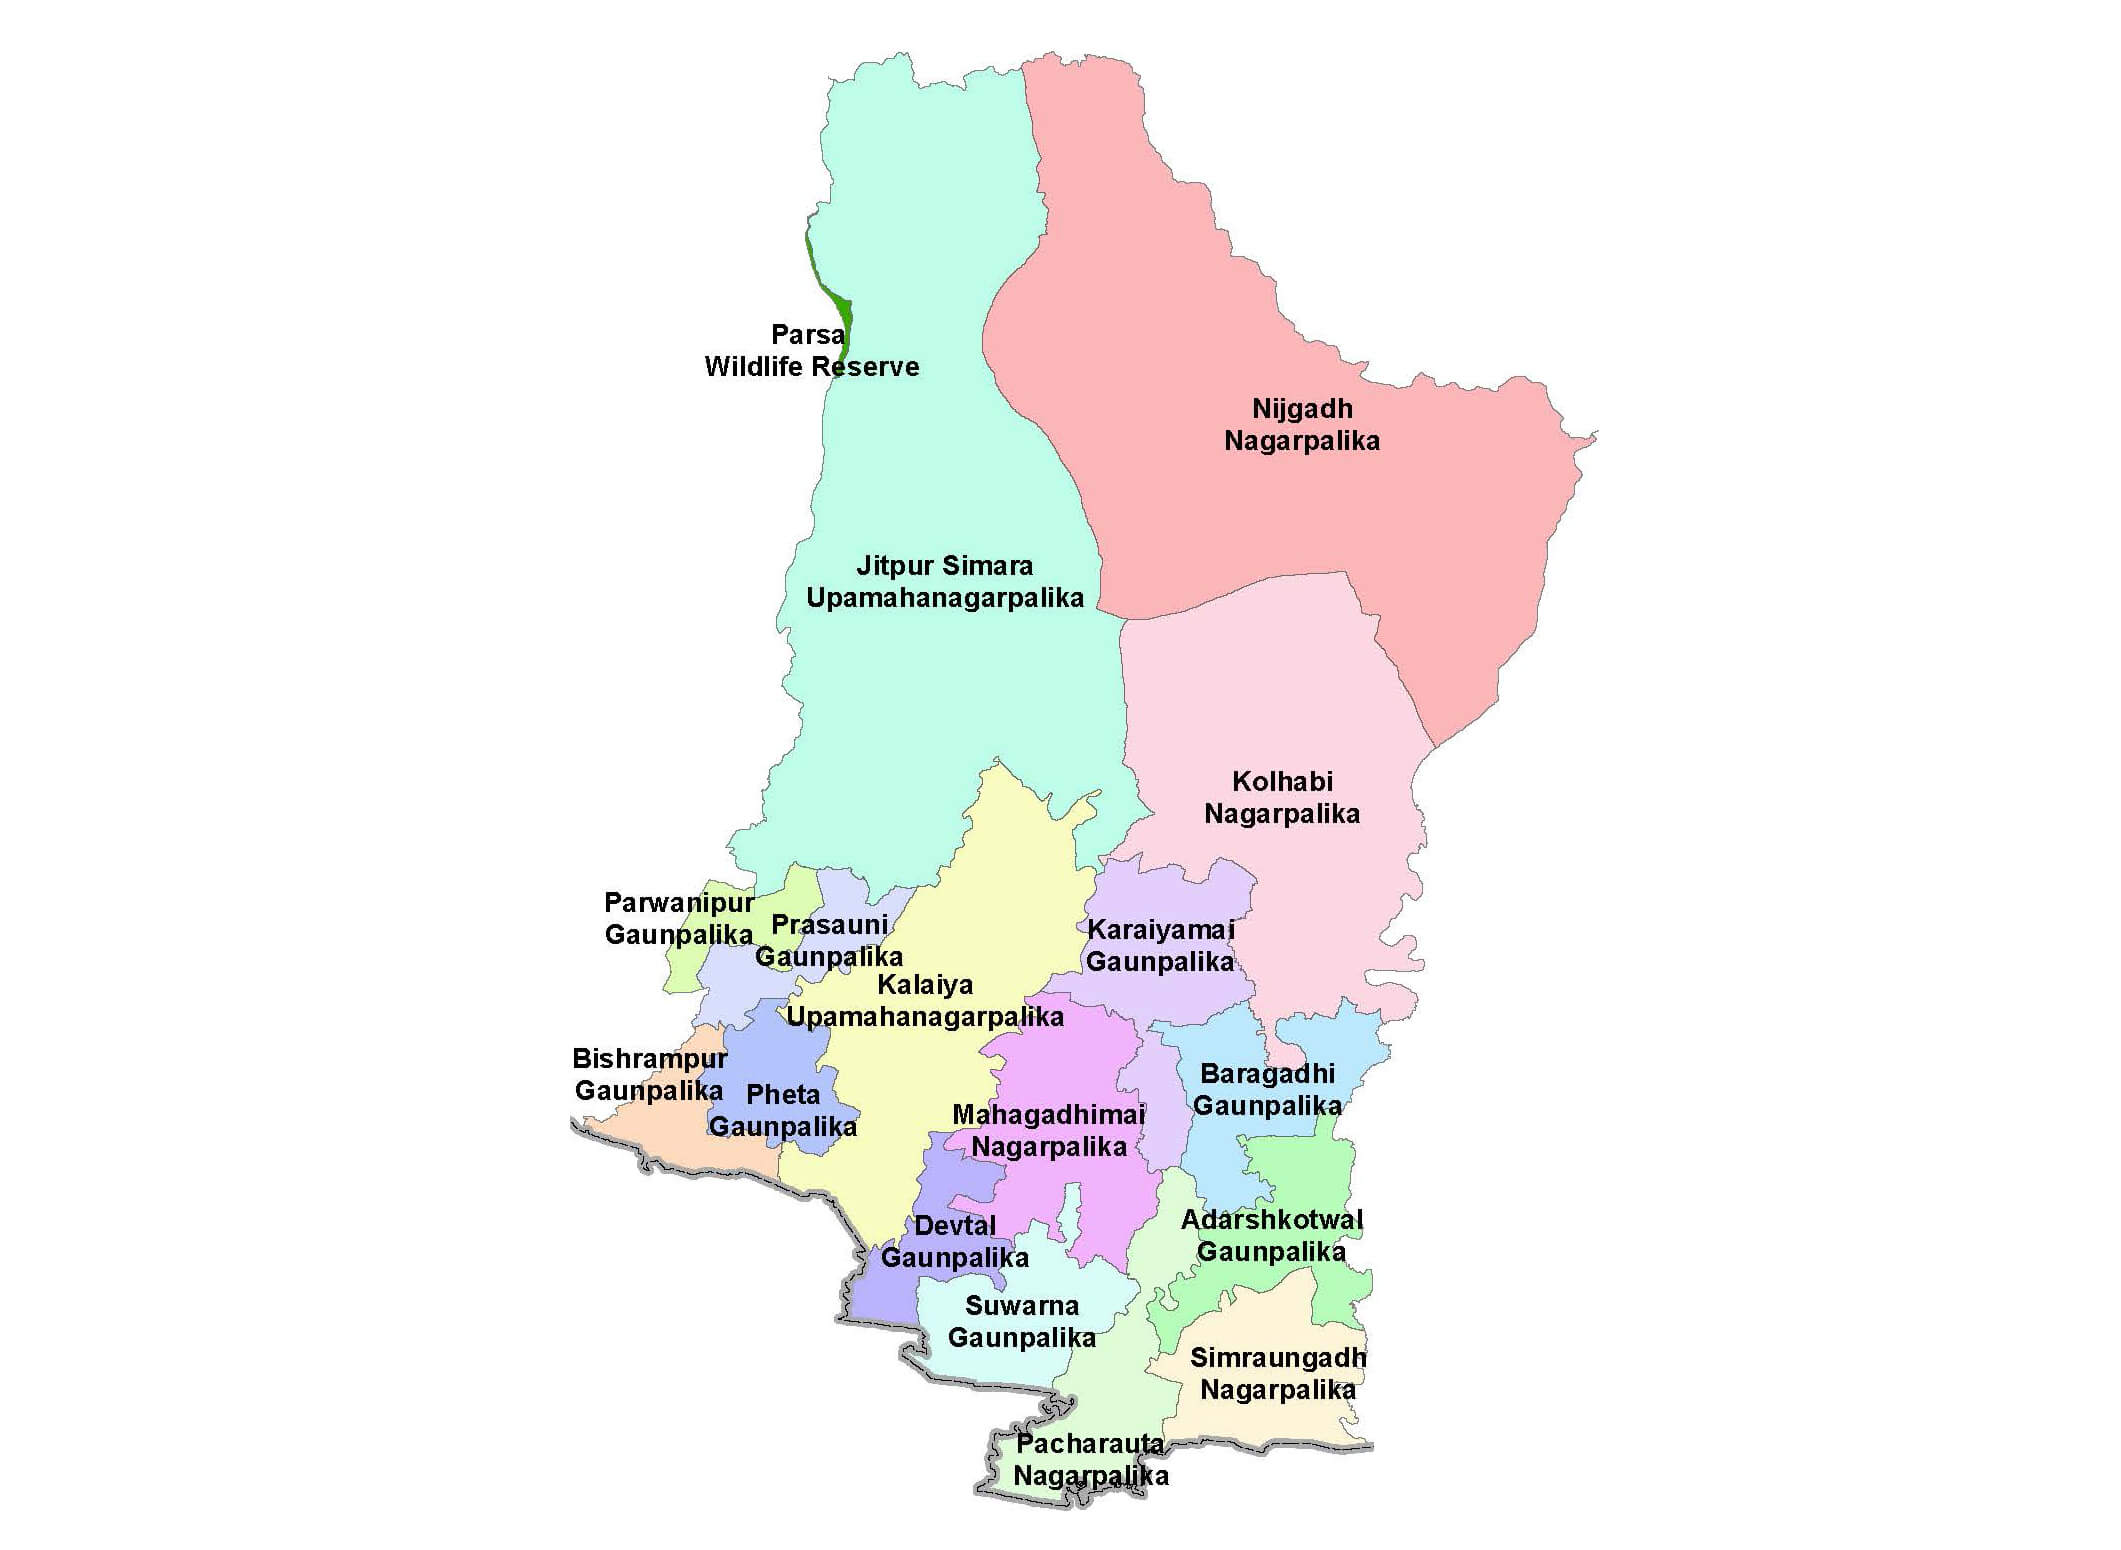 Parsa
Wildlife Reserve
Nijgadh
Nagarpalika
Jitpur Simara
Upamahanagarpalika
Kolhabi
Nagarpalika
Parwanipur
Gaunpalika
Prasauni
Gaunpalika
Karaiyamai
Gaunpalika
Kalaiya
Upamahanagarpalika
Bishrampur
Gaunpalika
Pheta
Gaunpalika
Baragadhi
Gaunpalika
Mahagadhimai
Nagarpalika
Devtal
Gaunpalika
Adarshkotwal
Gaunpalika
Suwarna
Gaunpalika
Simraungadh
Nagarpalika
Pacharauta
Nagarpalika